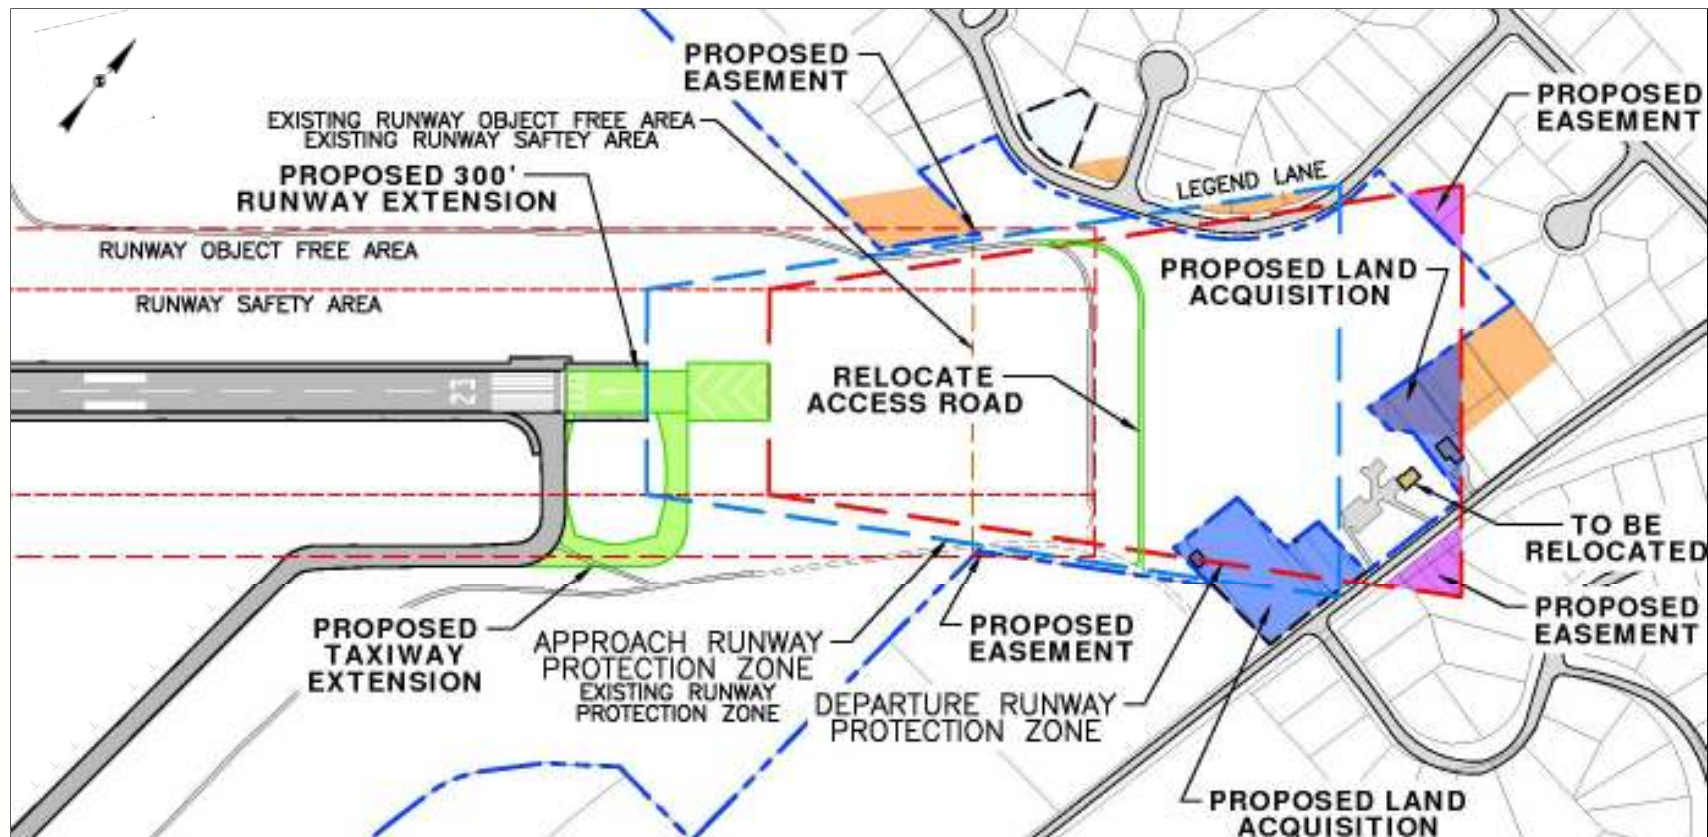 PROPOSED
EASEMENT
PROPOSED
EASEMENT
EXISTING RUNWAY OBJECT FREE AREA
EXISTING RUNWAY SAFTEY AREA
PROPOSED 300'
RUNWAY EXTENSION
LEGEND LANE
RUNWAY OBJECT FREE AREA
RUNWAY SAFETY AREA
PROPOSED LAND
ACQUISITION
23
RELOCATE
ACCESS ROAD
TO BE
RELOCATED
PROPOSED
TAXIWAY
EXTENSION
APPROACH RUNWAY
PROTECTION ZONE
EXISTING RUNWAY
PROTECTION ZONE
PROPOSED
EASEMENT
PROPOSED
EASEMENT
DEPARTURE RUNWAY
PROTECTION ZONE
PROPOSED LAND
ACQUISITION